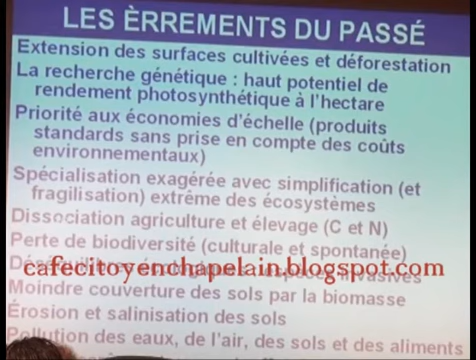 LES ÈRREMENTS DU PASSÉ
Extension des surfaces cultivées et déforestation
La recherche génétique : haut potentiel de
rendement photosynthétique à l'hectare
Priorité aux économies d'échelle (produits
standards sans prise en compte des coûts
environnementaux)
Spécialisation exagérée avec simplification (et
fragilisation) extrême des écosystèmes
Dissociation agriculture et élevage (C et N)
Perte de biodiversité (culturale et spontanée)
cafecitoyenchapelain.blogspot.com
Moindre couverture des sols par la biomasse
Érosion et salinisation des sols
Pollution des eaux, de l'air, des sols et des aliments